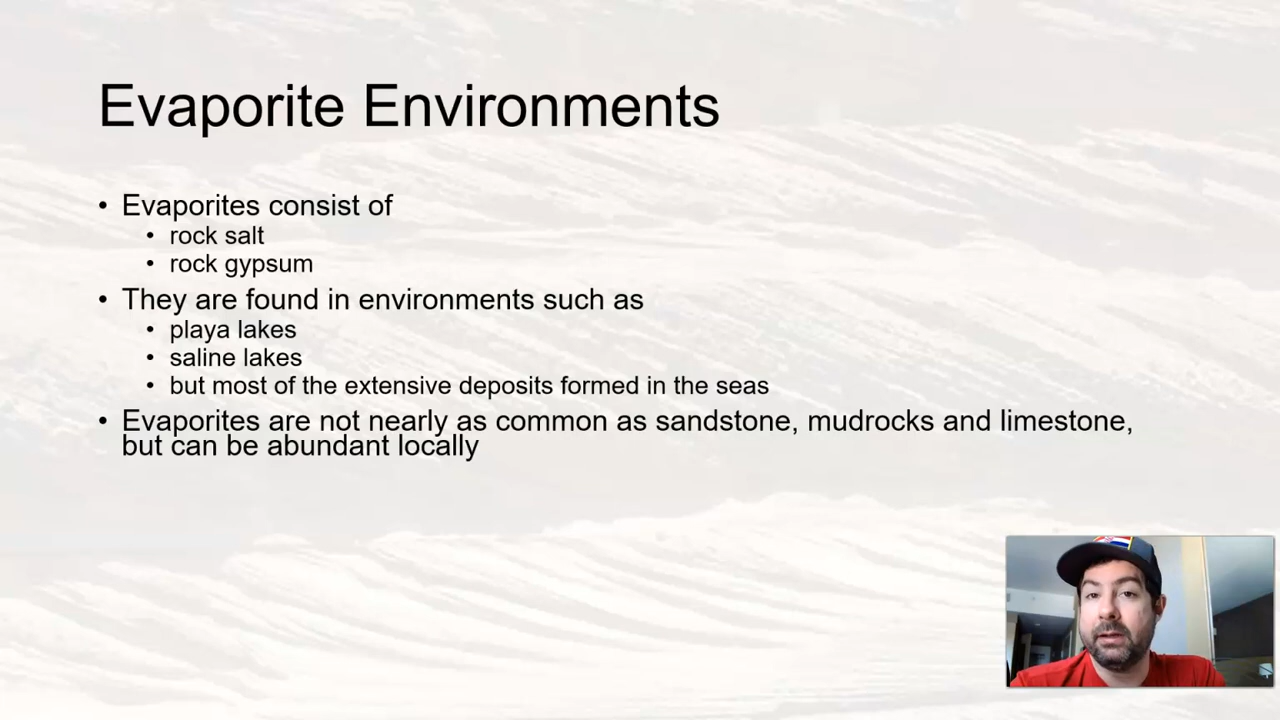 Evaporite Environments
• Evaporites consist of
• rock salt
• rock gypsum
• They are found in environments such as
• playa lakes
• saline lakes
• but most of the extensive deposits formed in the seas
• Evaporites are not nearly as common as sandstone, mudrocks and limestone,
but can be abundant locally